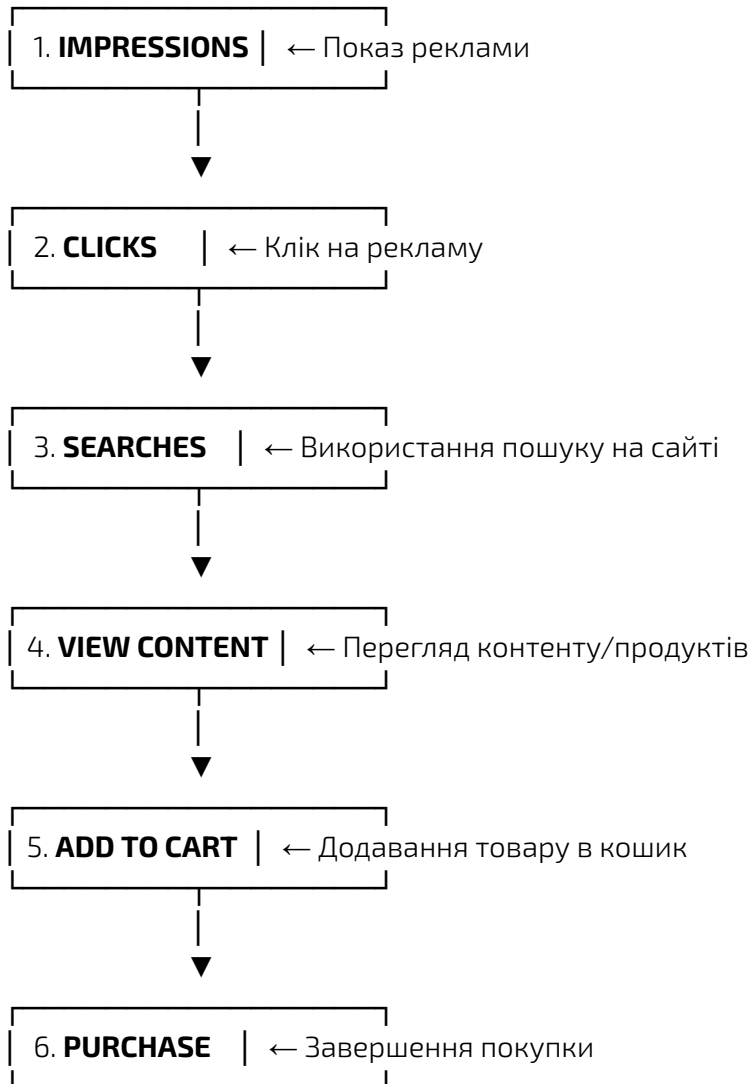 1. IMPRESSIONS │ ← Показ реклами
▼
2. CLICKS │ ← Клік на рекламу
▼
3. SEARCHES │ ← Використання пошуку на сайті
▼
4. VIEW CONTENT │ ← Перегляд контенту/продуктів
▼
5. ADD TO CART │ ← Додавання товару в кошик
▼
6. PURCHASE │ ← Завершення покупки